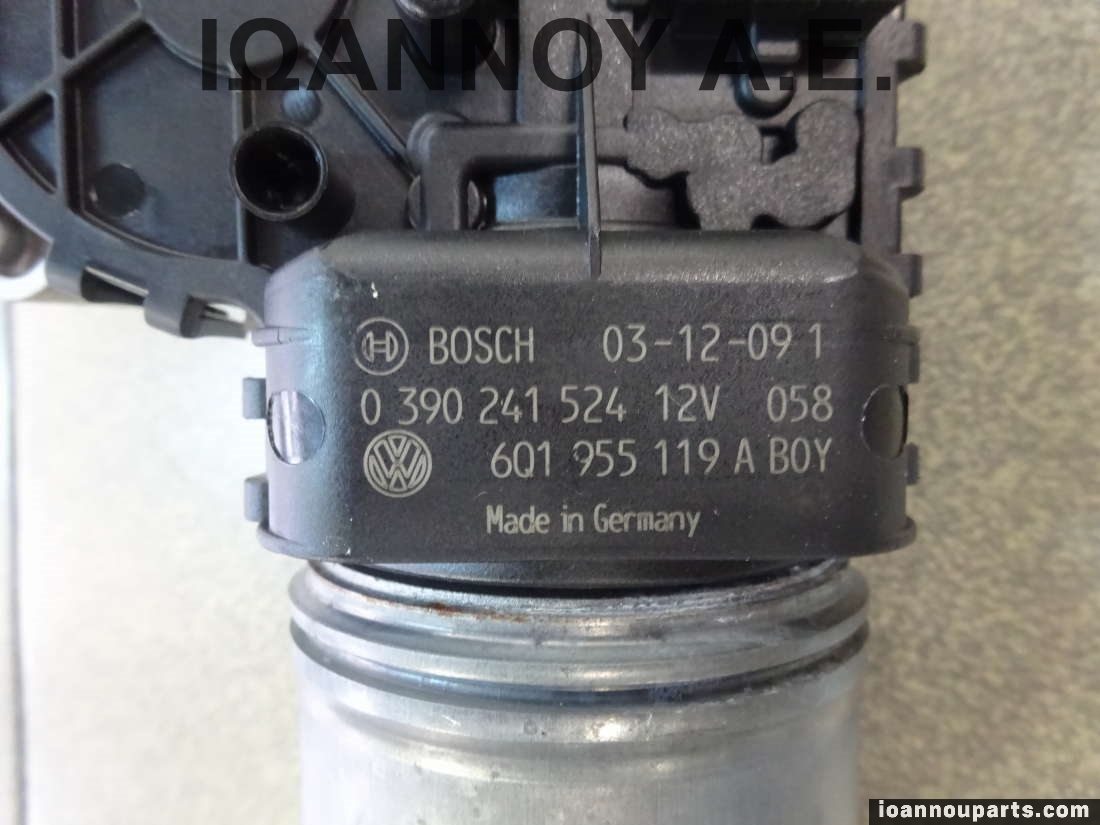 ΙΩΑΝΝΟΥ Α.Ε.
BOSCH 03-12-09 1
0 390 241 524 12V 058
6Q1 955 119 A BOY
Made in Germany
ioannouparts.com